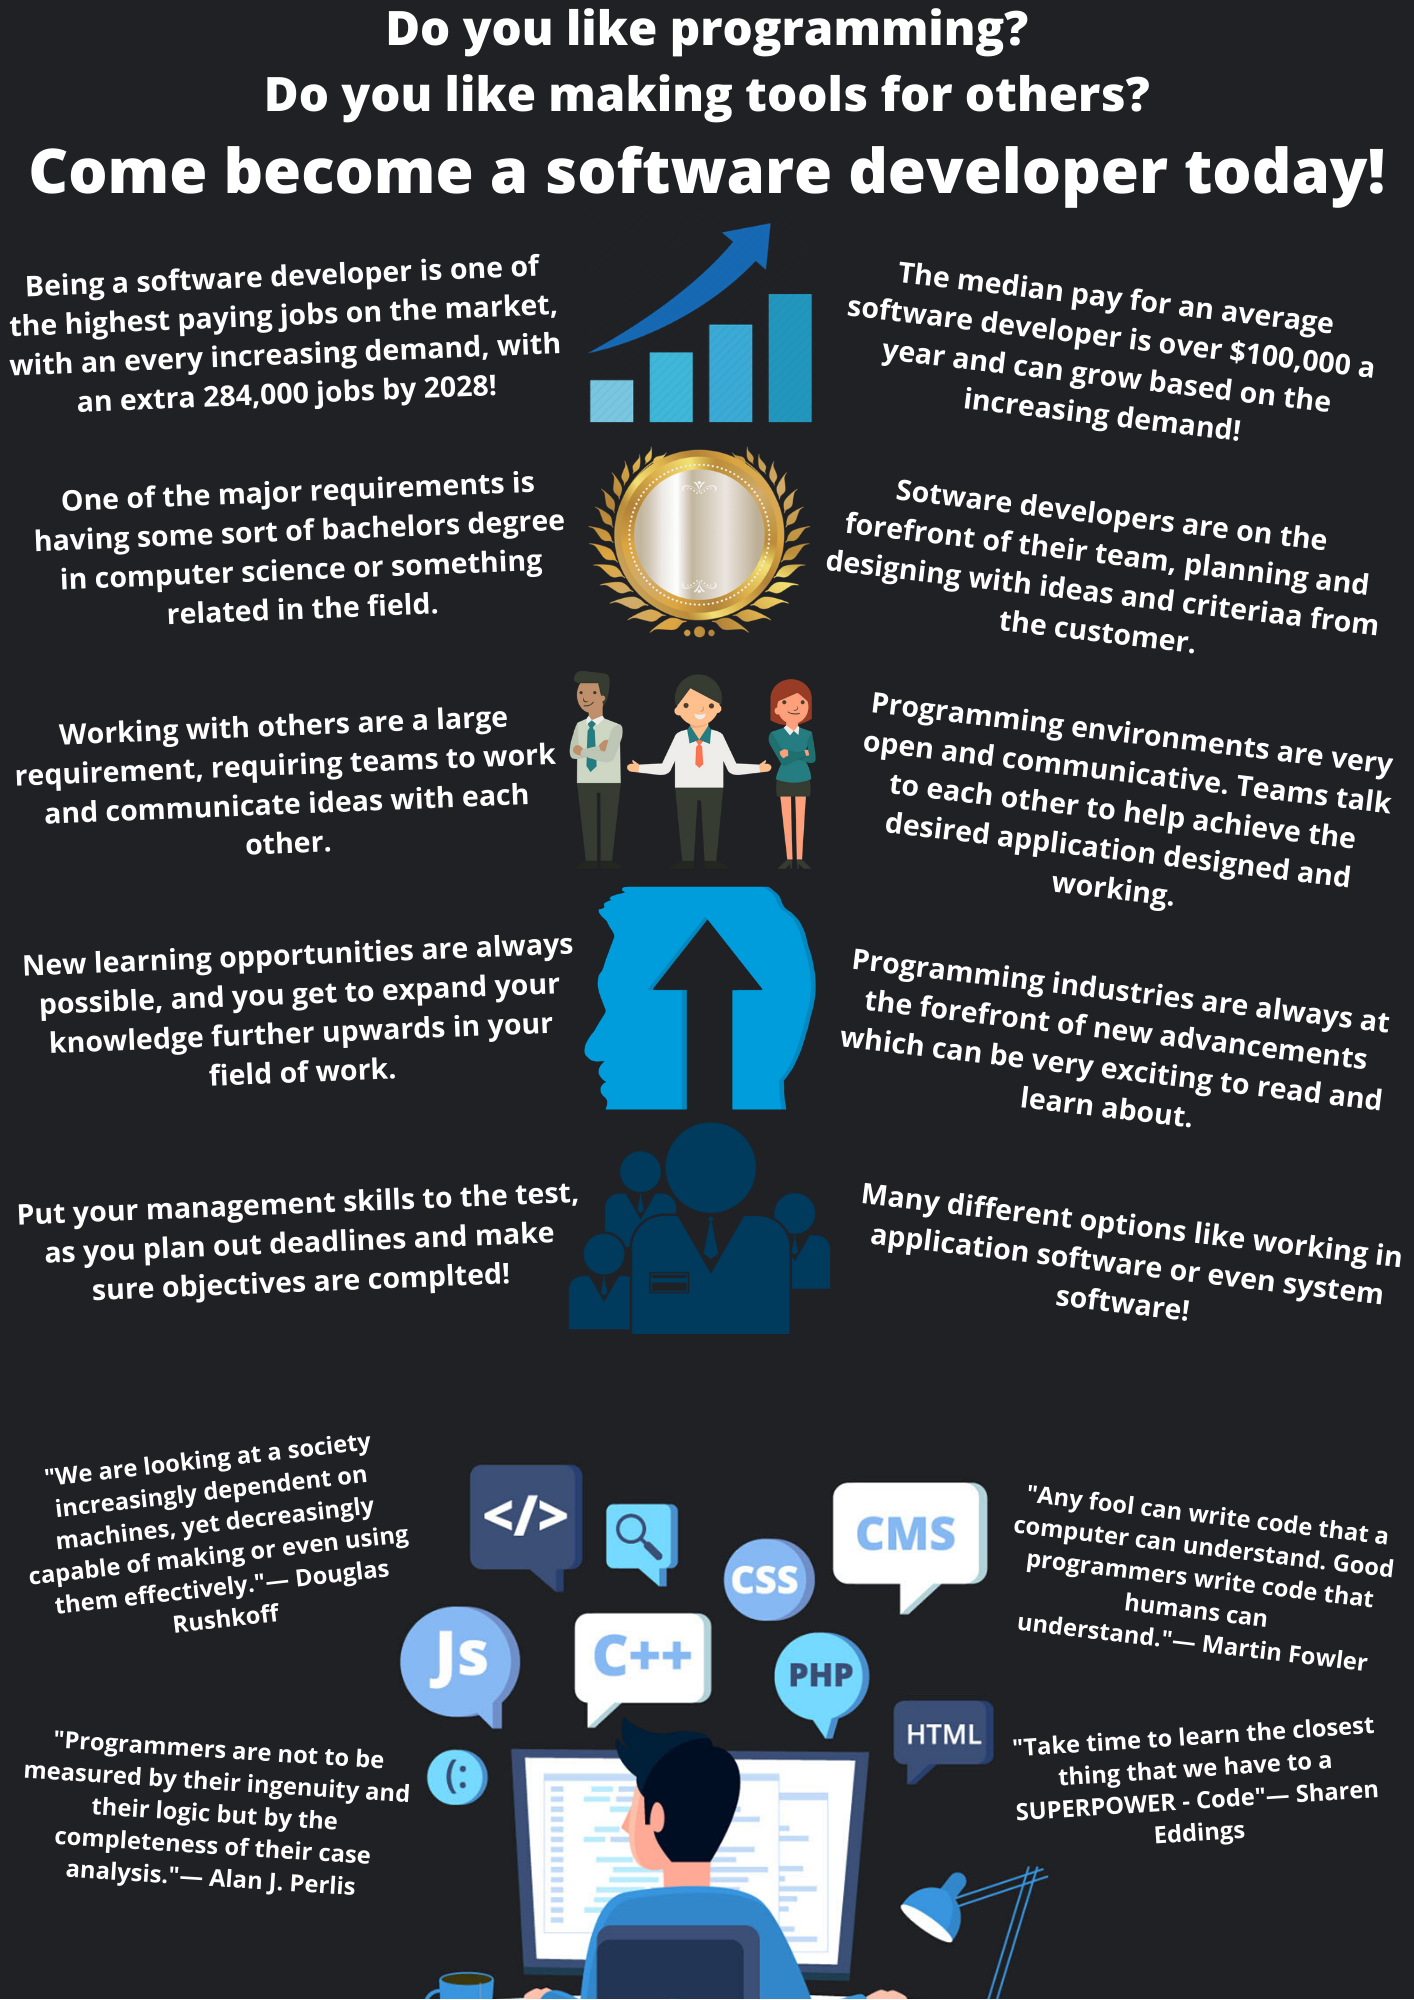 Do you like programming?
Do you like making tools for others?
Come become a software developer today!
Being a software developer is one of
the highest paying jobs on the market,
with an every increasing demand, with
an extra 284,000 jobs by 2028!
The median pay for an average
software developer is over $100,000 a
year and can grow based on the
increasing demand!
One of the major requirements is
having some sort of bachelors degree
in computer science or something
related in the field.
Sotware developers are on the
forefront of their team, planning and
designing with ideas and criteriaa from
the customer.
Working with others are a large
requirement, requiring teams to work
and communicate ideas with each
other.
Programming environments are very
open and communicative. Teams talk
to each other to help achieve the
desired application designed and
working.
New learning opportunities are always
possible, and you get to expand your
knowledge further upwards in your
field of work.
Programming industries are always at
the forefront of new advancements
which can be very exciting to read and
learn about.
Put your management skills to the test,
as you plan out deadlines and make
sure objectives are complted!
Many different options like working in
application software or even system
software!
"We are looking at a society
increasingly dependent on
machines, yet decreasingly
capable of making or even using
them effectively."— Douglas
Rushkoff
</>
CSS
CMS
"Any fool can write code that a
computer can understand. Good
programmers write code that
humans can
understand."— Martin Fowler
Js
C++
PHP
HTML
"Programmers are not to be
measured by their ingenuity and
their logic but by the
completeness of their case
analysis."— Alan J. Perlis
(:
"Take time to learn the closest
thing that we have to a
SUPERPOWER - Code"— Sharen
Eddings